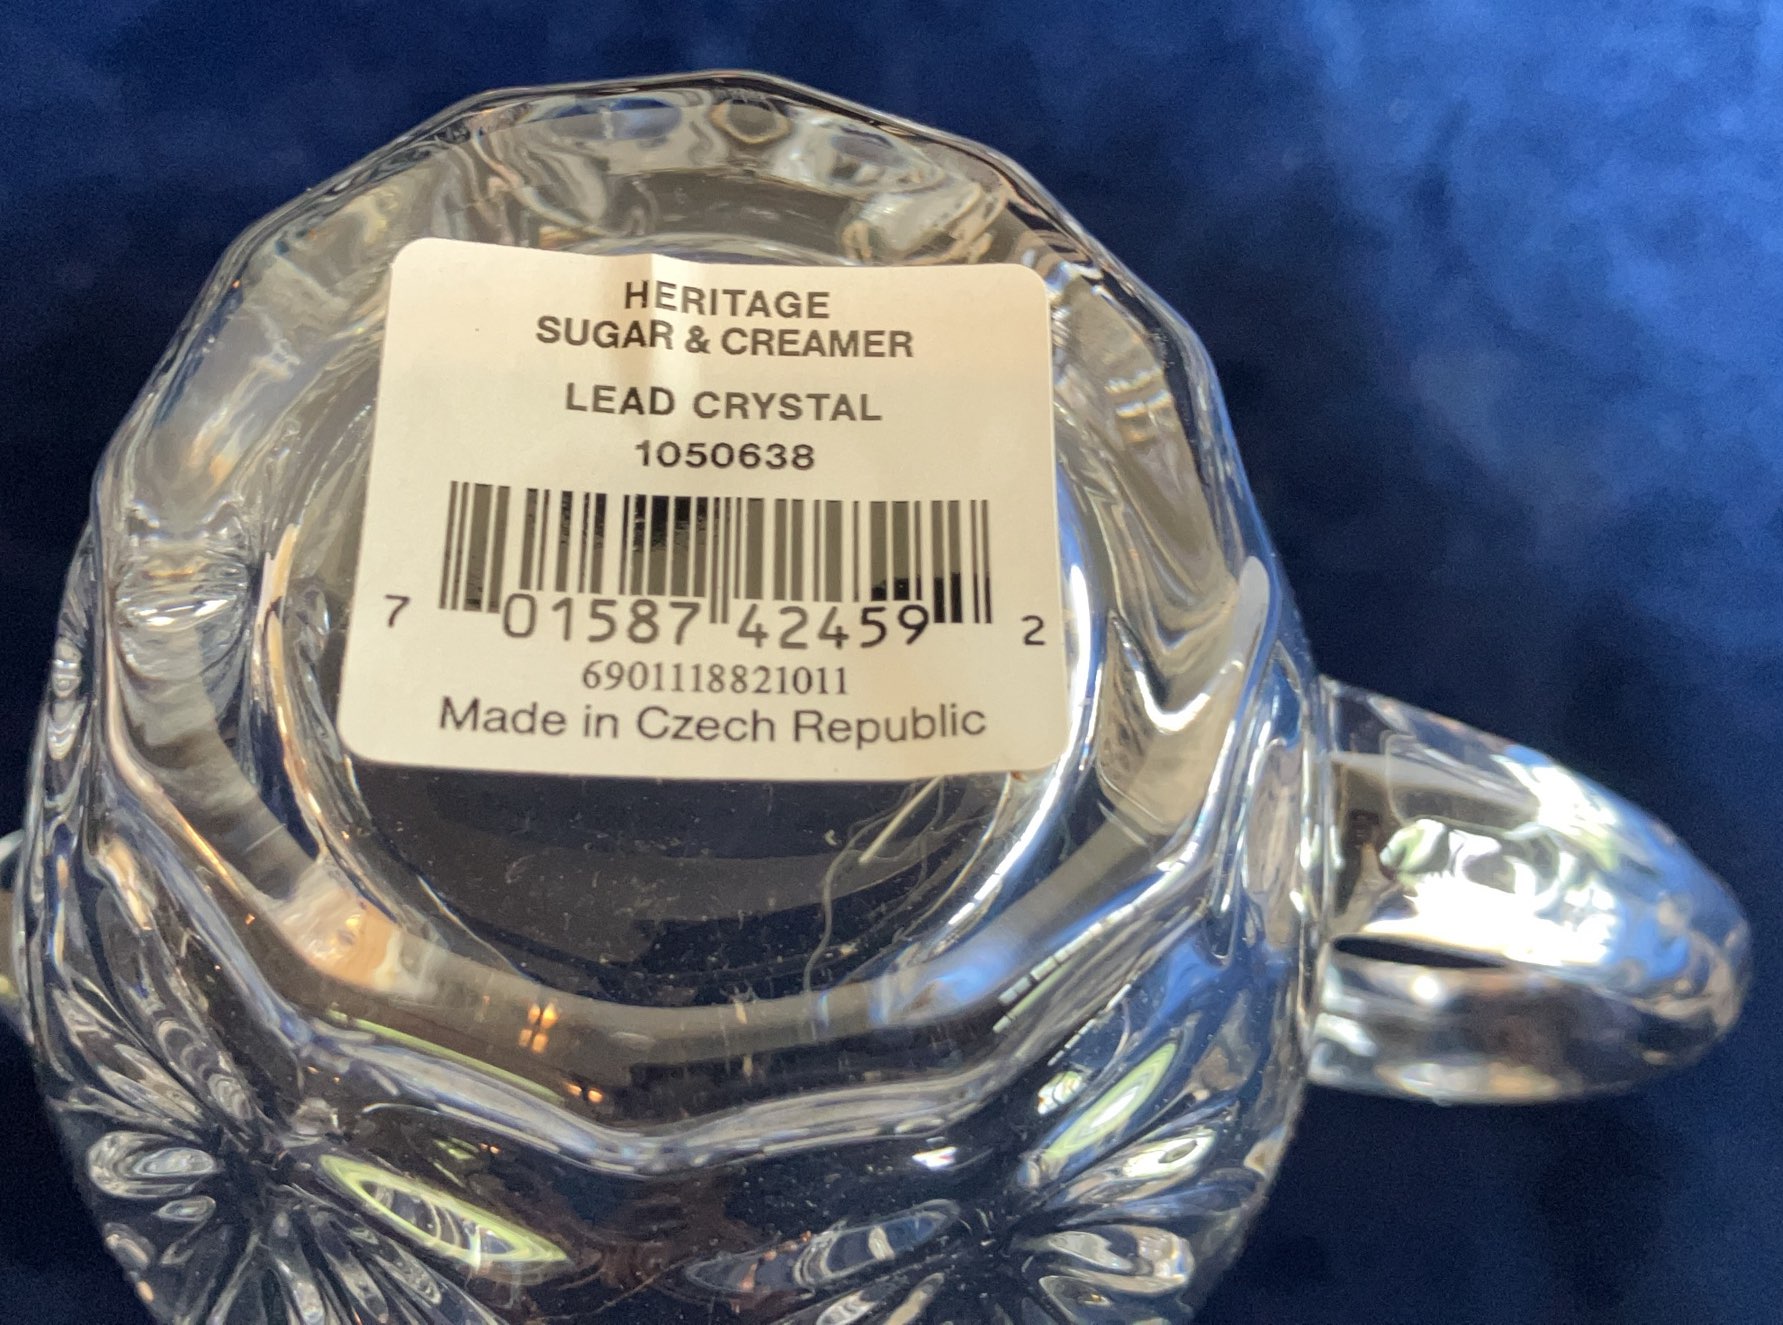 HERITAGE
SUGAR & CREAMER
LEAD CRYSTAL
1050638
7 01587 42459 2
6901118821011
Made in Czech Republic